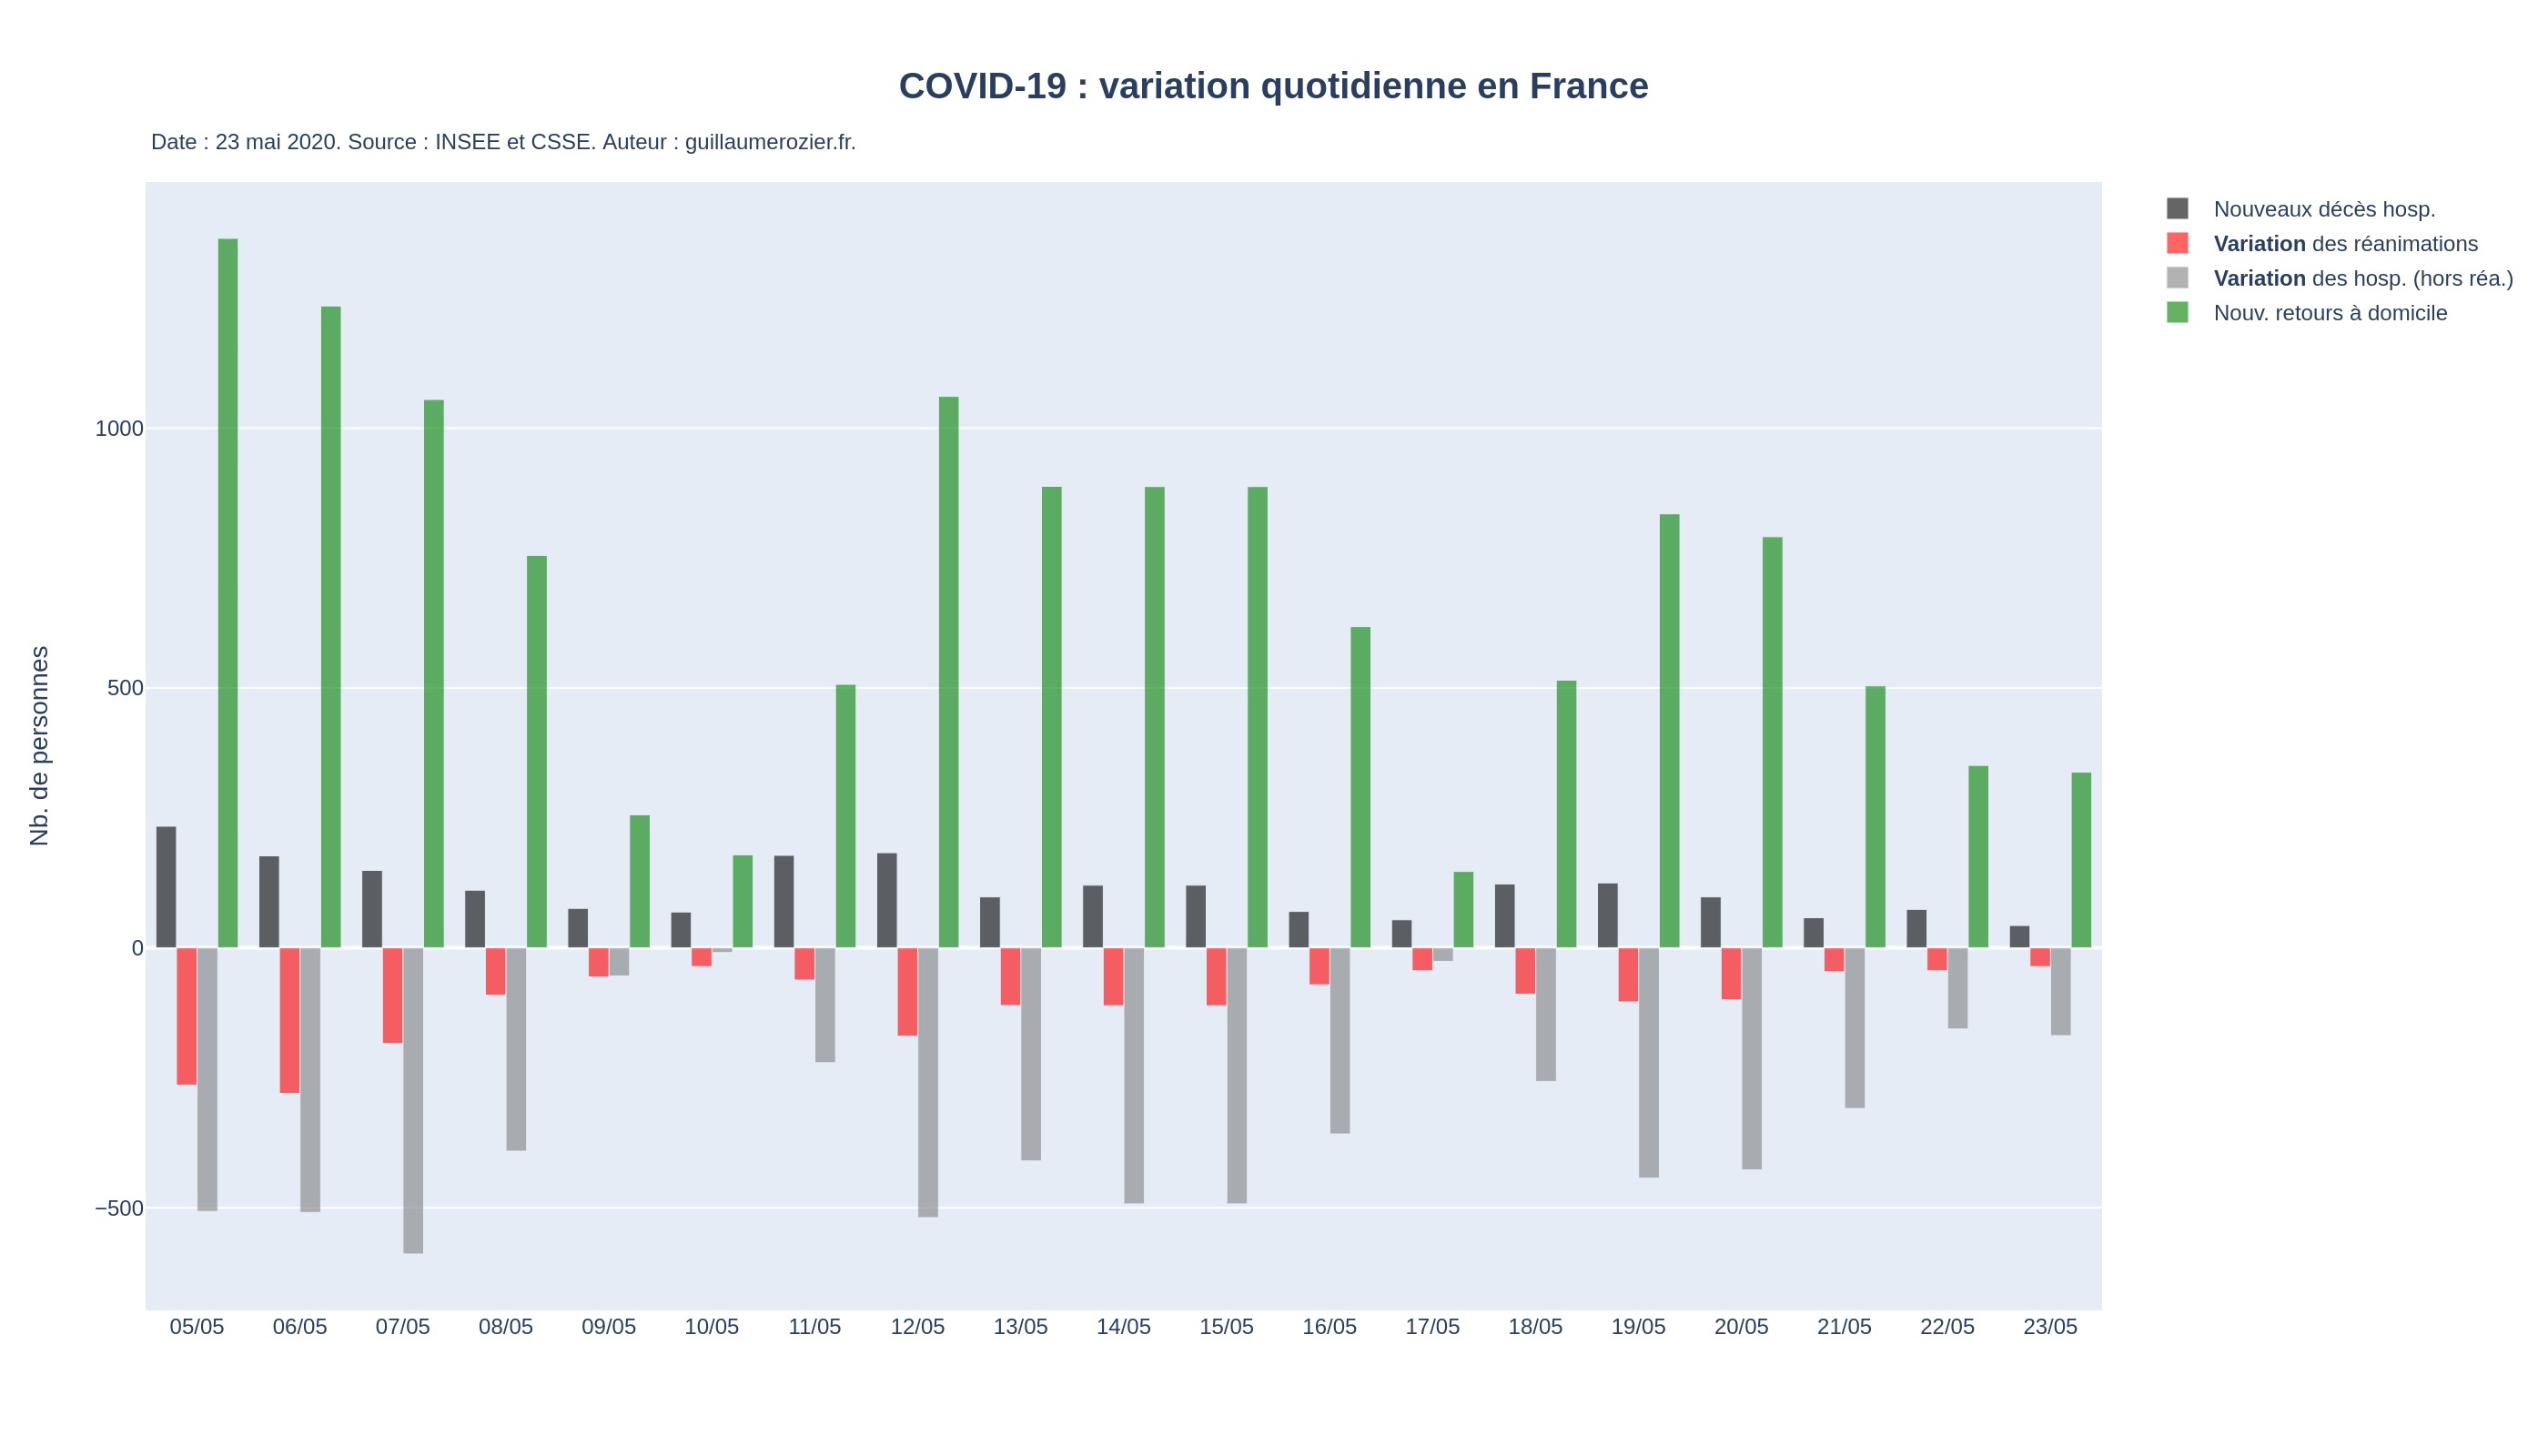 COVID-19 : variation quotidienne en France
Date : 23 mai 2020. Source : INSEE et CSSE. Auteur : guillaumerozier.fr.
Nouveaux décès hosp.
Variation des réanimations
Variation des hosp. (hors réa.)
Nouv. retours à domicile
Nb. de personnes
1000
500
0
−500
05/05 06/05 07/05 08/05 09/05 10/05 11/05 12/05 13/05 14/05 15/05 16/05 17/05 18/05 19/05 20/05 21/05 22/05 23/05